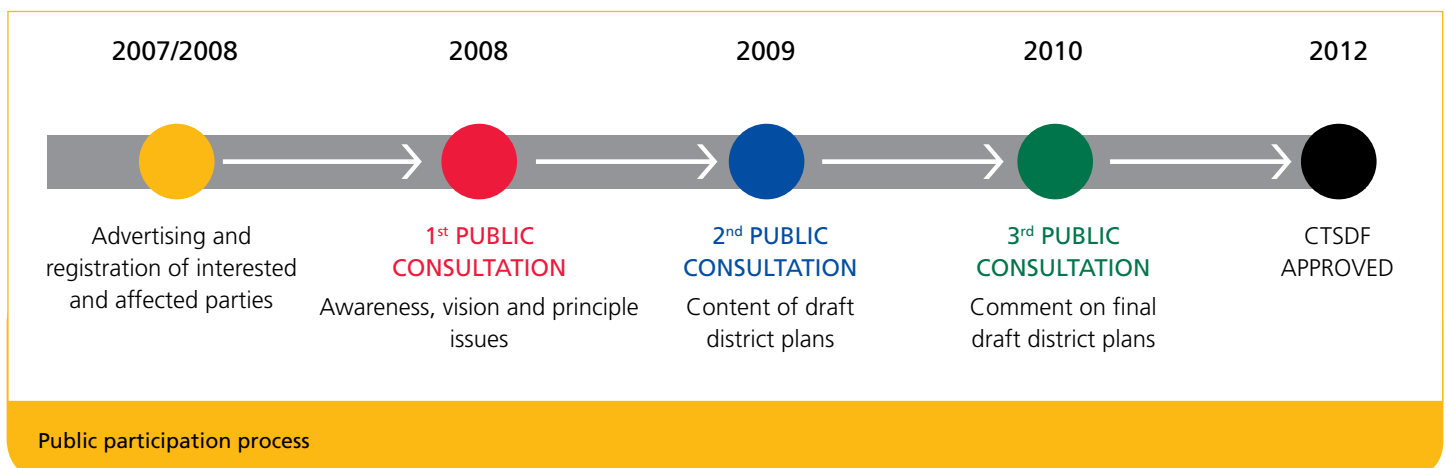 2007/2008
2008
2009
2010
2012
Advertising and
registration of interested
and affected parties
1st PUBLIC
CONSULTATION
Awareness, vision and principle
issues
2nd PUBLIC
CONSULTATION
Content of draft
district plans
3rd PUBLIC
CONSULTATION
Comment on final
draft district plans
CTSDF
APPROVED
Public participation process